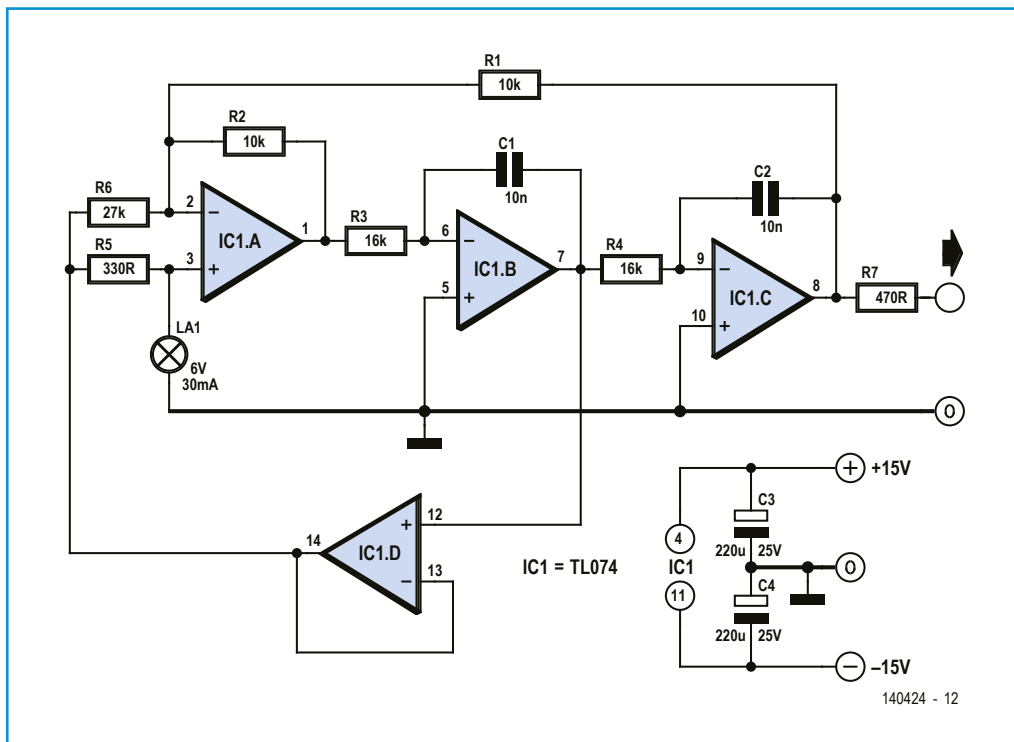 R1
10k
R2
10k
C1
10n
C2
10n
R6
27k
2
−
R5
330R
3
+
IC1.A
1
R3
16k
6
−
5
+
IC1.B
7
R4
16k
9
−
10
+
IC1.C
8
R7
470R
LA1
6V
30mA
0
+
+15V
C3
220u
25V
4
IC1
11
0
C4
220u
25V
−
–15V
14
IC1.D
+
12
−
13
IC1 = TL074
140424 - 12